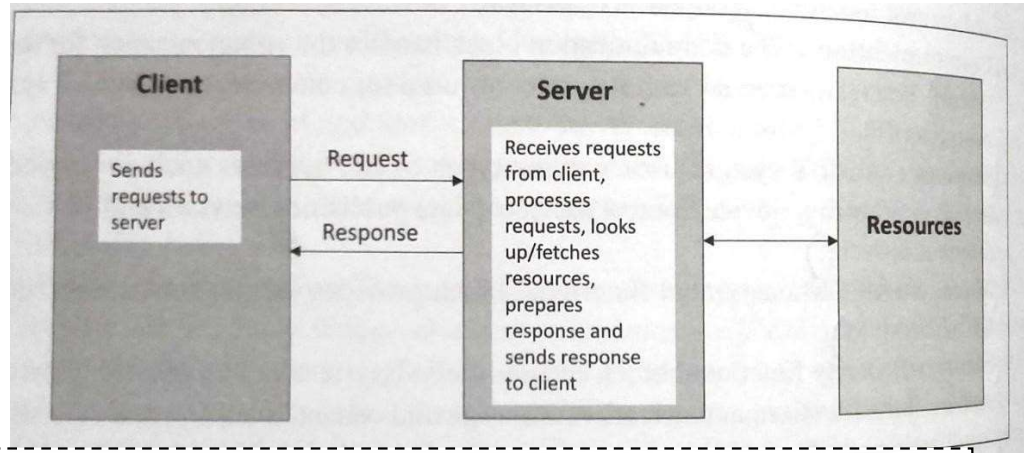 Client
Sends
requests to
server
Request
Response
Server
Receives requests
from client,
processes
requests, looks
up/fetches
resources,
prepares
response and
sends response
to client
Resources